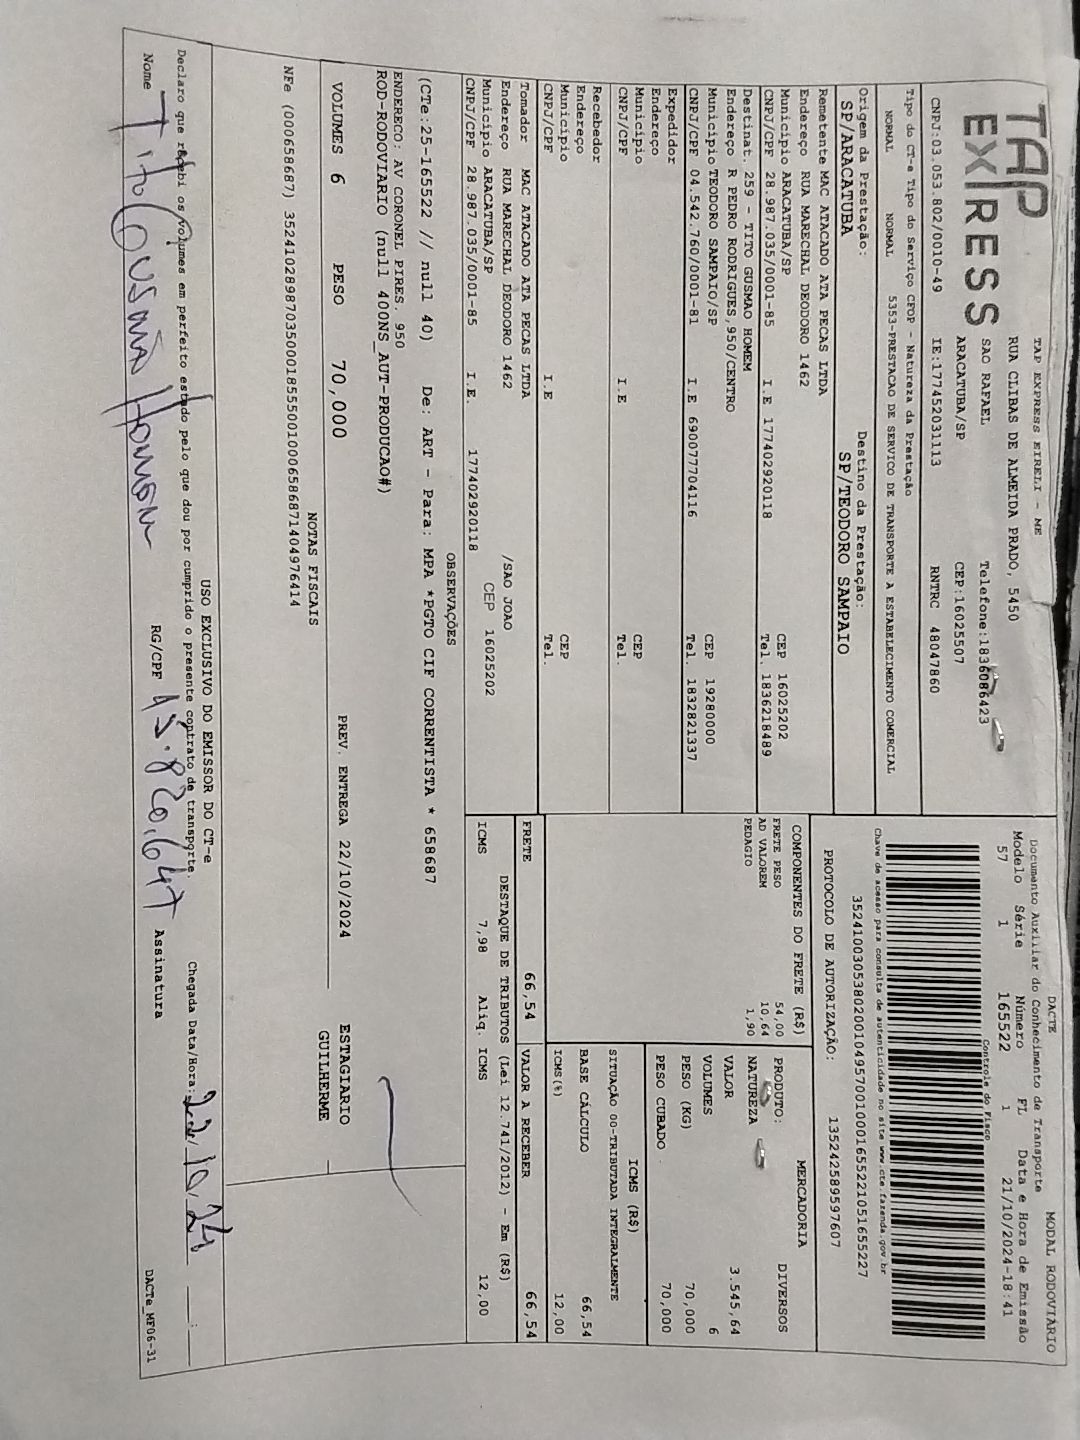 TAP EXPRESS
TAP EXPRESS EIRELI - ME
RUA CLIBAS DE ALMEIDA PRADO, 5450
SAO RAFAEL Telefone:1836086423
ARACATUBA/SP CEP:16025507
CNPJ:03.053.802/0010-49 IE:177452031113 RNTRC 48047860
Tipo do CT-e Tipo do Serviço CFOP - Natureza da Prestação
NORMAL NORMAL 5353-PRESTACAO DE SERVICO DE TRANSPORTE A ESTABELECIMENTO COMERCIAL
Origem da Prestação: Destino da Prestação:
SP/ARACATUBA SP/TEODORO SAMPAIO
DACTE MODAL RODOVIÁRIO
Documento Auxiliar do Conhecimento de Transporte
Modelo Série Número FL Data e Hora de Emissão
57 1 165522 1 21/10/2024-18:41
Controle do Fisco
Chave de acesso para consulta de autenticidade no site www.cte.fazenda.gov.br
35241003053802001049570010001655221051655227
PROTOCOLO DE AUTORIZAÇÃO: 135242589597607
Remetente MAC ATACADO ATA PECAS LTDA
Endereço RUA MARECHAL DEODORO 1462
Município ARACATUBA/SP CEP 16025202
CNPJ/CPF 28.987.035/0001-85 I.E 177402920118 Tel. 1836218489
Destinat. 259 - TITO GUSMAO HOMEM
Endereço R PEDRO RODRIGUES,950/CENTRO
Município TEODORO SAMPAIO/SP CEP 19280000
CNPJ/CPF 04.542.760/0001-81 I.E 690077704116 Tel. 1832821337
Expedidor
Endereço
Município CEP
CNPJ/CPF I.E Tel.
Recebedor
Endereço
Município CEP
CNPJ/CPF I.E Tel.
Tomador MAC ATACADO ATA PECAS LTDA
Endereço RUA MARECHAL DEODORO 1462 /SAO JOAO
Município ARACATUBA/SP CEP 16025202
CNPJ/CPF 28.987.035/0001-85 I.E. 177402920118
COMPONENTES DO FRETE (R$)
FRETE PESO 54,00
AD VALOREM 10,64
PEDAGIO 1,90
MERCADORIA
PRODUTO: DIVERSOS
NATUREZA
VALOR 3.545,64
VOLUMES 6
PESO (KG) 70,000
PESO CUBADO 70,000
ICMS (R$)
SITUAÇÃO 00-TRIBUTADA INTEGRALMENTE
BASE CÁLCULO 66,54
ICMS(%) 12,00
FRETE 66,54 VALOR A RECEBER 66,54
DESTAQUE DE TRIBUTOS (Lei 12.741/2012) - Em (R$)
ICMS 7,98 Aliq. ICMS 12,00
OBSERVAÇÕES
(CTe:25-165522 // null 40) De: ART - Para: MPA *PGTO CIF CORRENTISTA * 658687
ENDERECO: AV CORONEL PIRES. 950
ROD-RODOVIARIO (null 400NS_AUT-PRODUCAO#)
VOLUMES 6 PESO 70,000 PREV. ENTREGA 22/10/2024
ESTAGIARIO
GUILHERME
NOTAS FISCAIS
NFe (000658687) 35241028987035000185550010006586871404976414
USO EXCLUSIVO DO EMISSOR DO CT-e
Declaro que recebi os volumes em perfeito estado pelo que dou por cumprido o presente contrato de transporte.
Chegada Data/Hora: 22/10/24 __:__
Nome Tito Gusmão Homem RG/CPF 15.820.647 Assinatura
DACTe_MF06-31